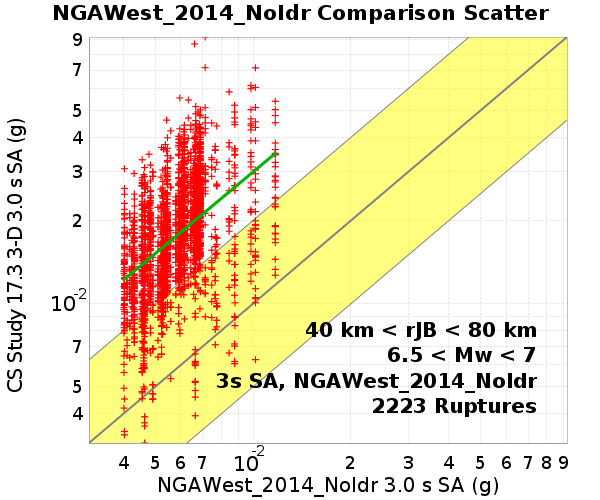 NGAWest_2014_NoIdr Comparison Scatter
CS Study 17.3 3-D 3.0 s SA (g)
9
7
5
4
3
2
10⁻²
7
6
5
4
40 km < rJB < 80 km
6.5 < Mw < 7
3s SA, NGAWest_2014_NoIdr
2223 Ruptures
4 5 6 7 10⁻² 2 3 4 5 6 7 8 9
NGAWest_2014_NoIdr 3.0 s SA (g)